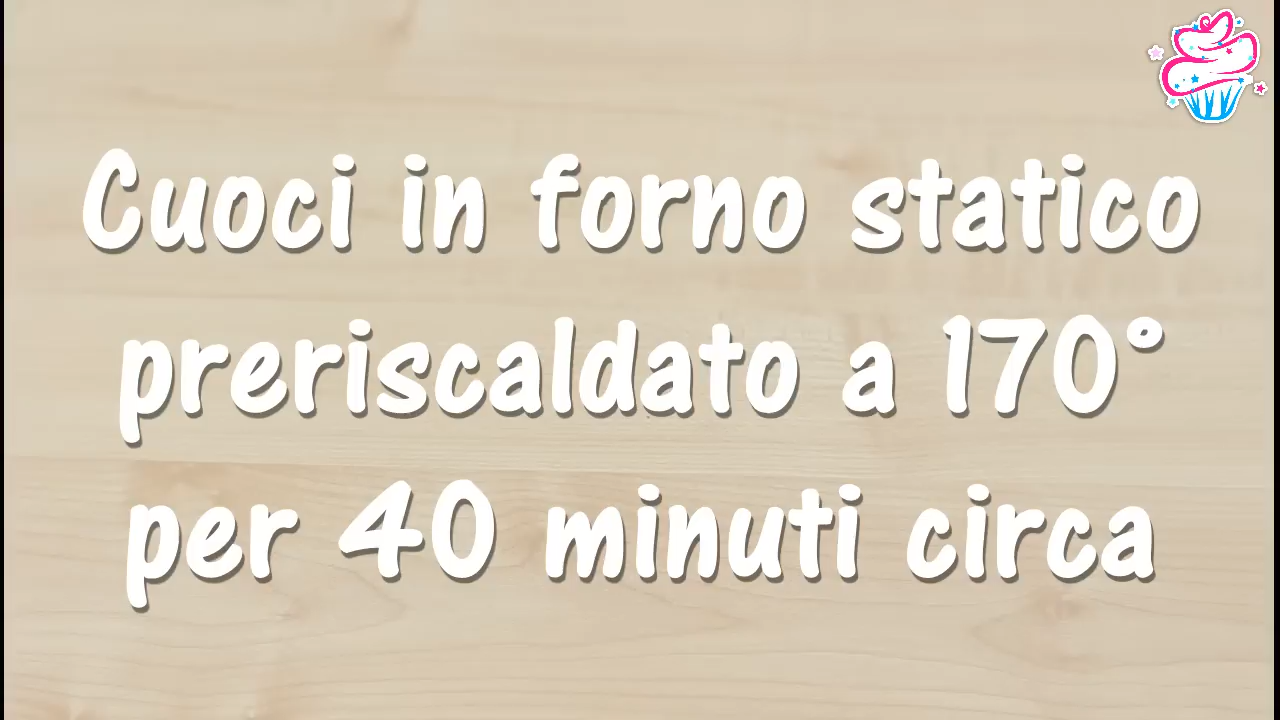 Cuoci in forno statico
preriscaldato a 170°
per 40 minuti circa